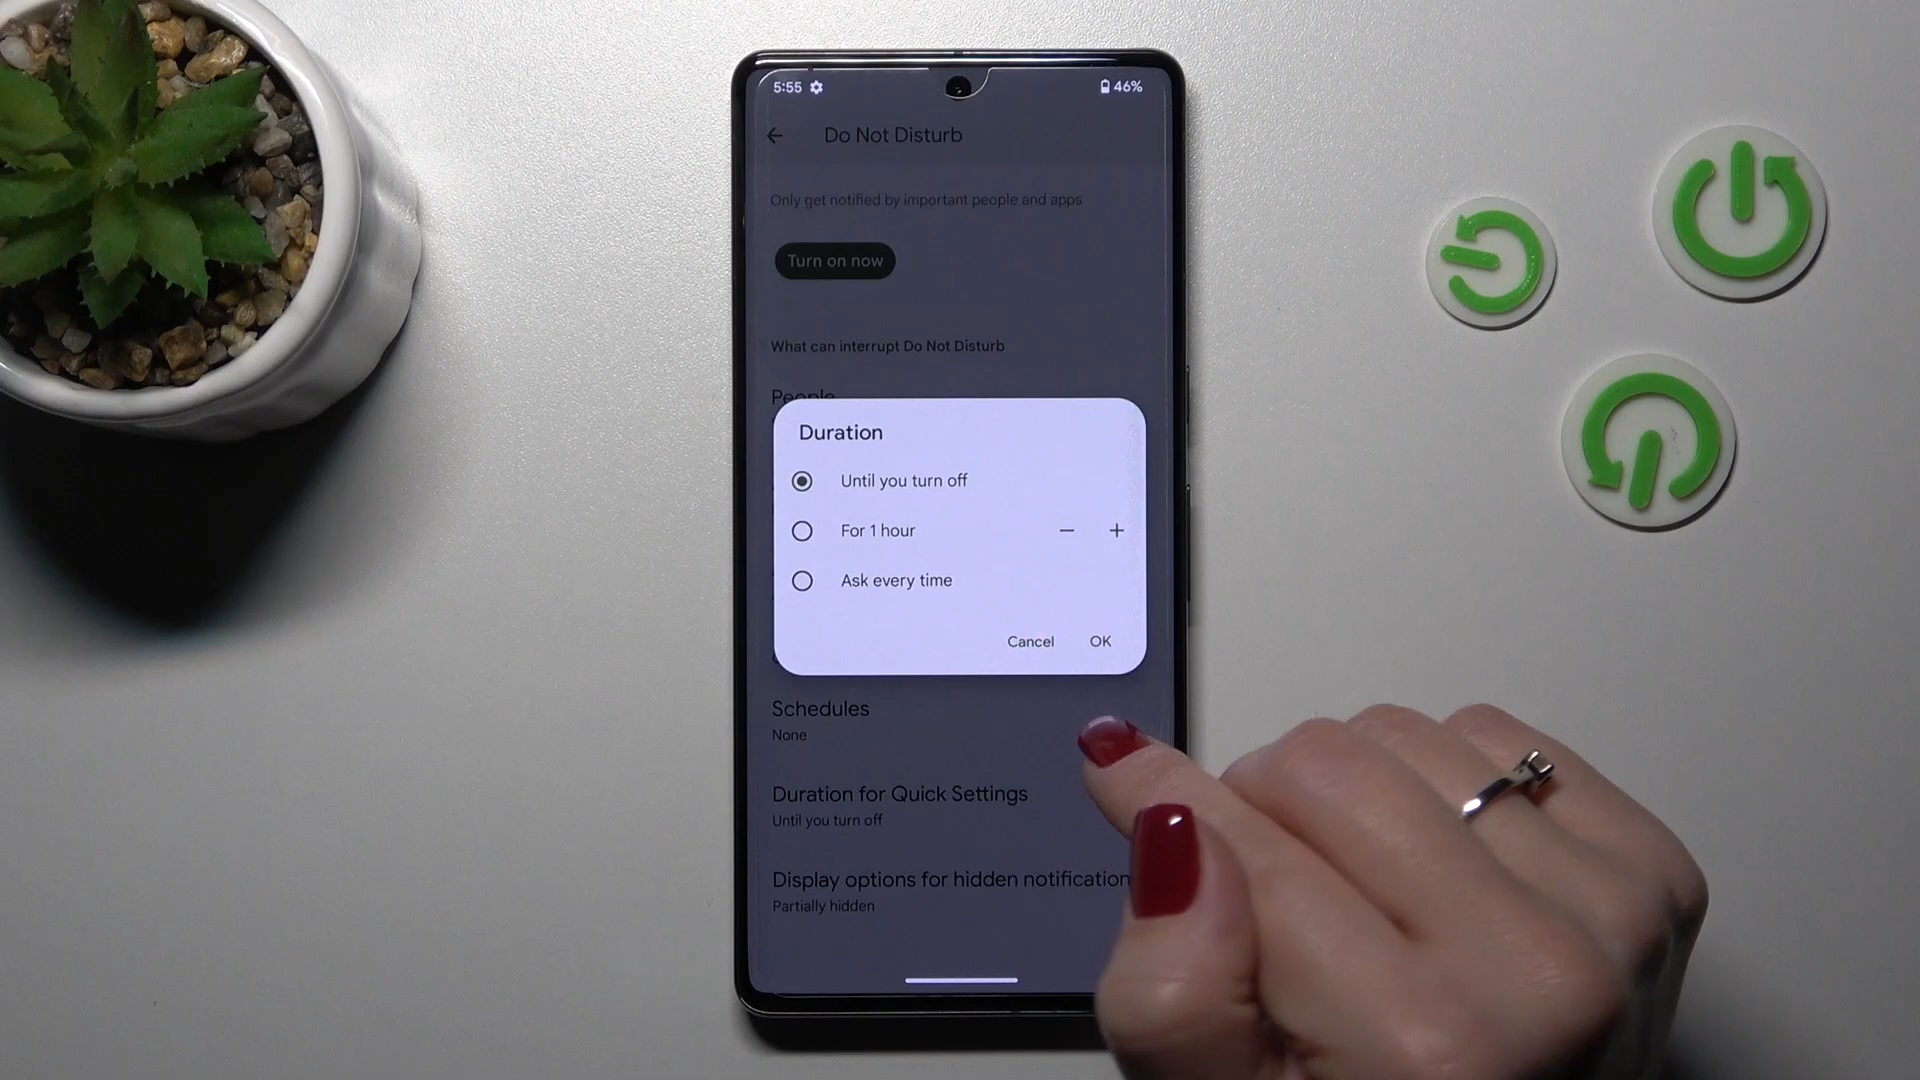 5:55
46%
Do Not Disturb
Only get notified by important people and apps
Turn on now
What can interrupt Do Not Disturb
People
Duration
Until you turn off
For 1 hour
Ask every time
Cancel OK
Schedules
None
Duration for Quick Settings
Until you turn off
Display options for hidden notification
Partially hidden